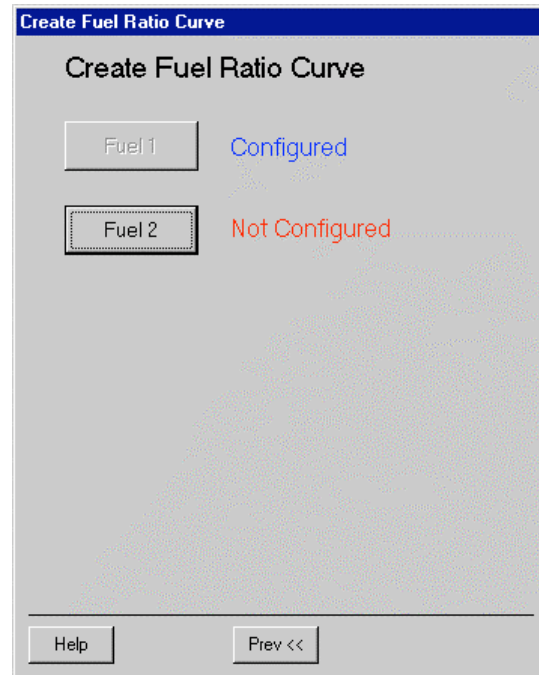 Create Fuel Ratio Curve
Create Fuel Ratio Curve
Fuel 1 Configured
Fuel 2 Not Configured
Help Prev <<